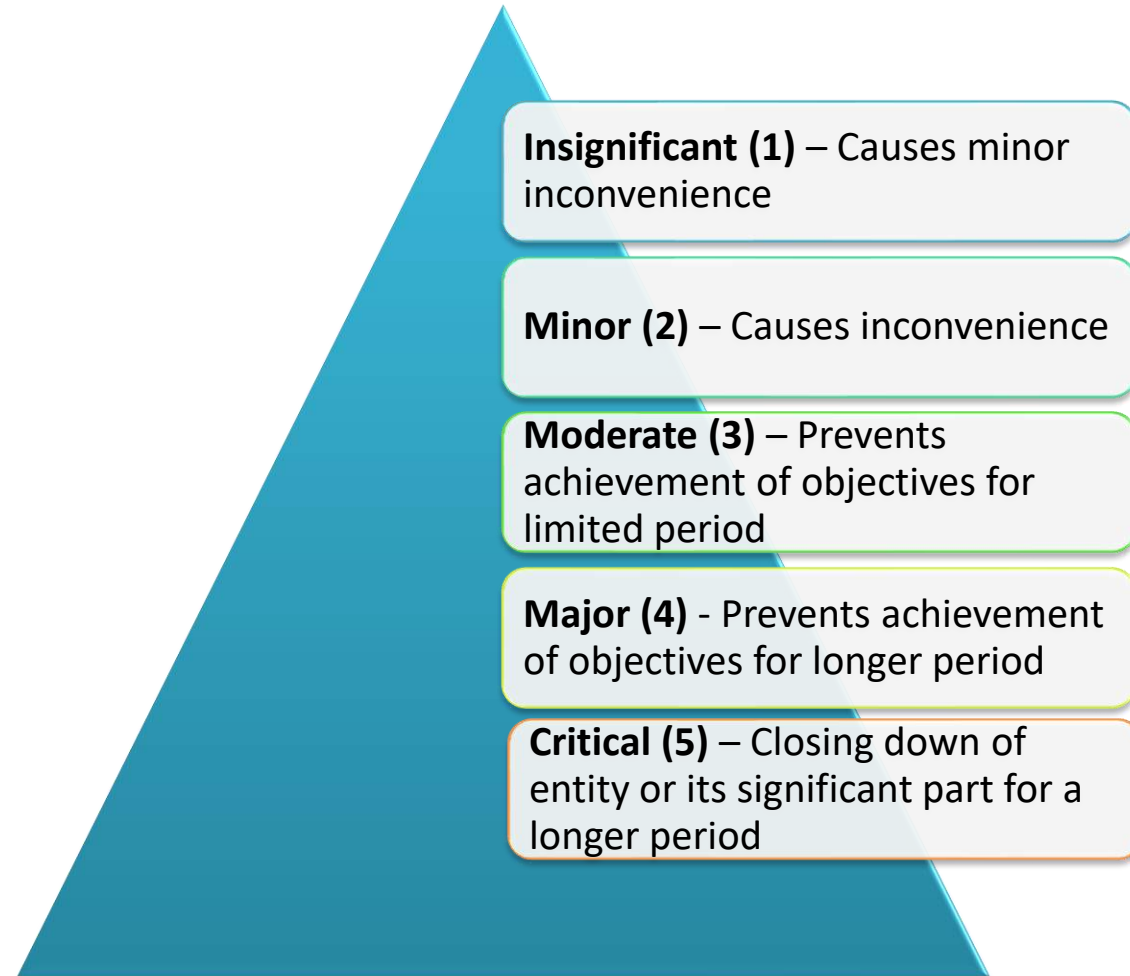 Insignificant (1) – Causes minor
inconvenience
Minor (2) – Causes inconvenience
Moderate (3) – Prevents
achievement of objectives for
limited period
Major (4) - Prevents achievement
of objectives for longer period
Critical (5) – Closing down of
entity or its significant part for a
longer period